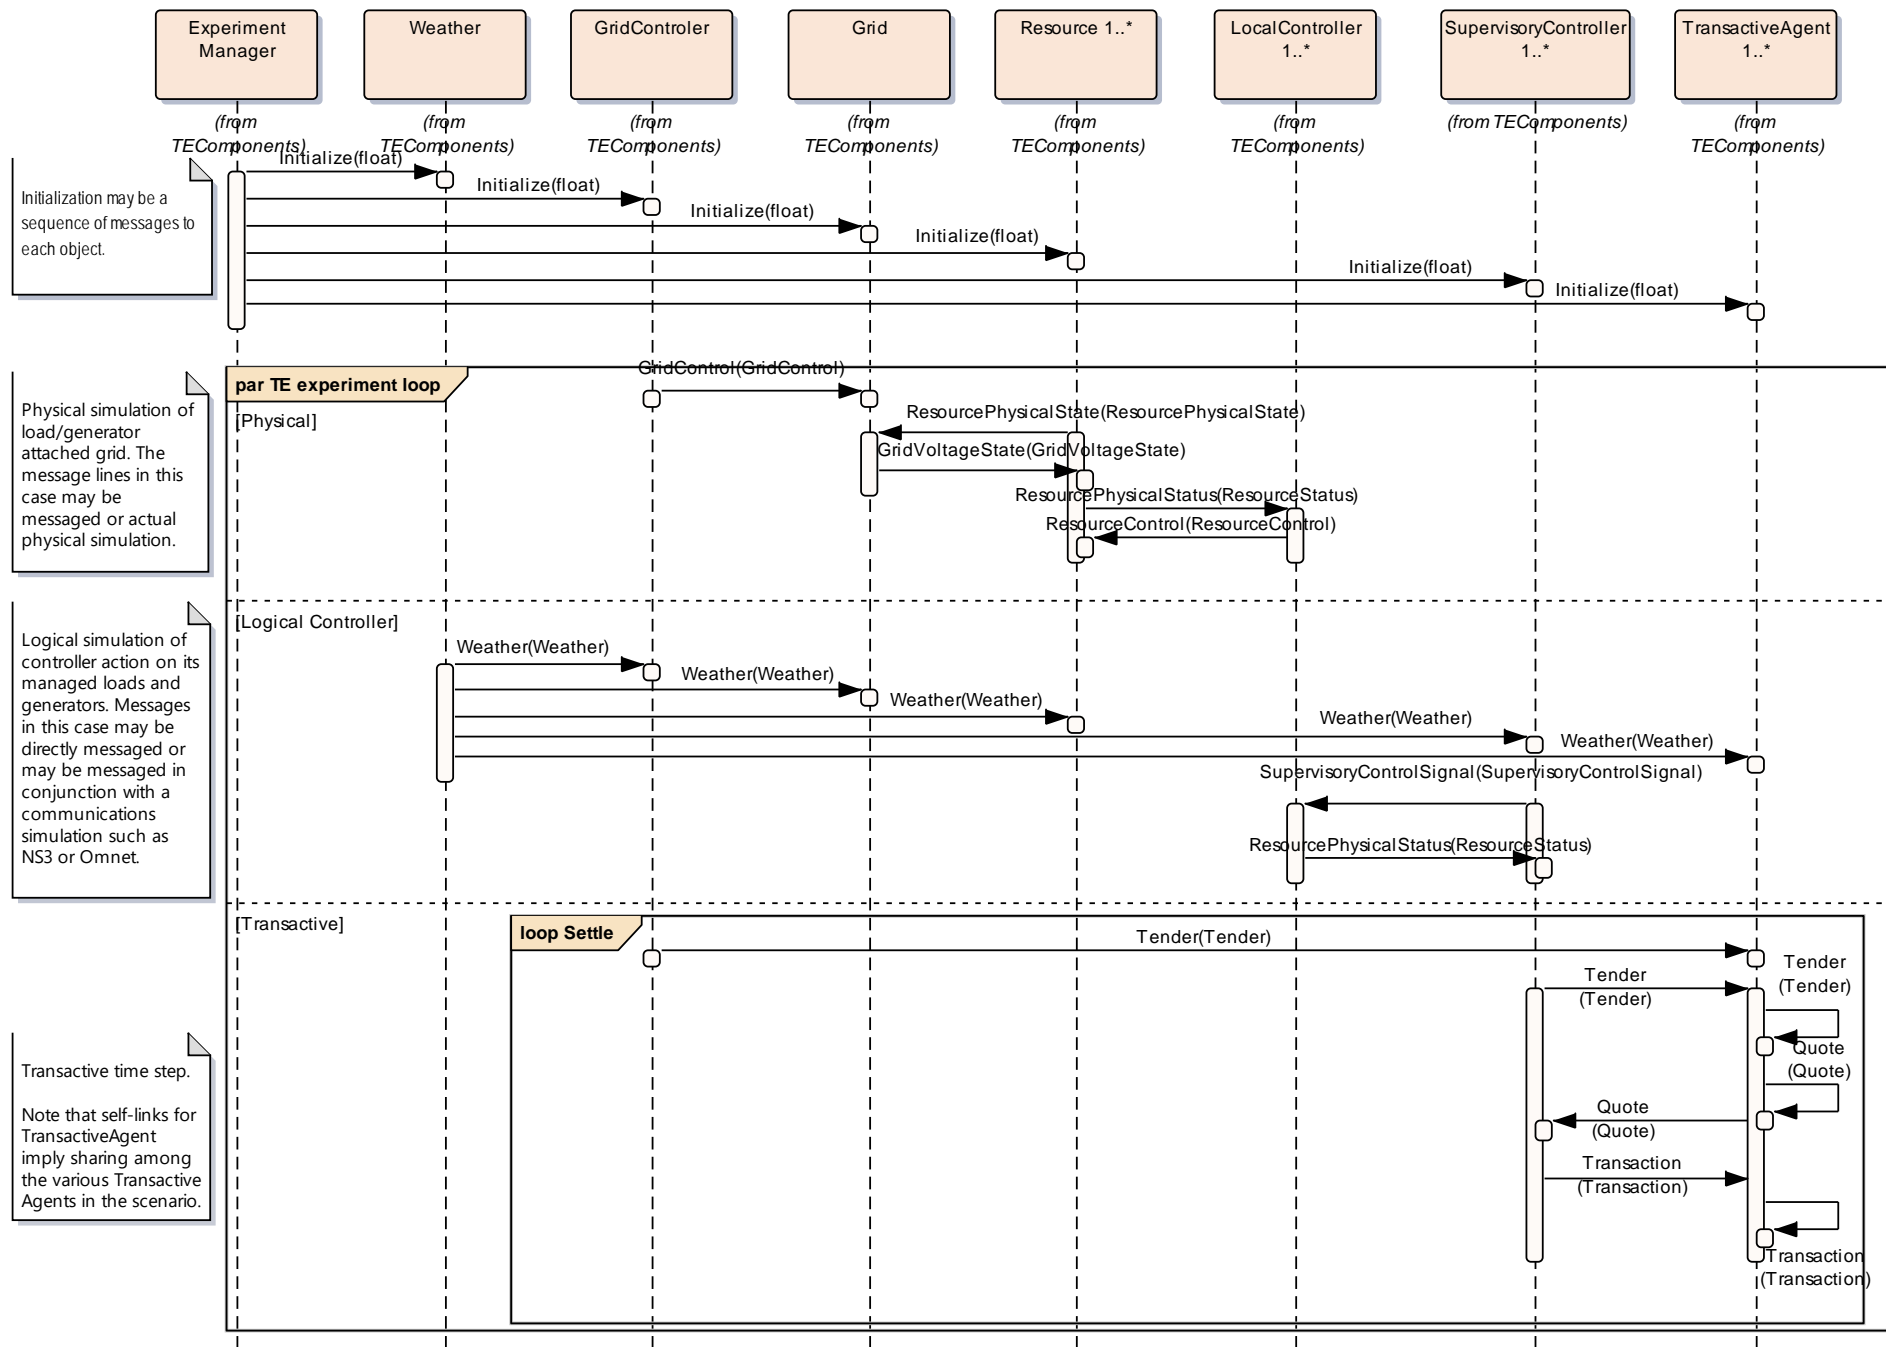 Experiment
Manager
Weather
GridControler
Grid
Resource 1..*
LocalController
1..*
SupervisoryController
1..*
TransactiveAgent
1..*
(from
TEComponents)
(from
TEComponents)
(from
TEComponents)
(from
TEComponents)
(from
TEComponents)
(from
TEComponents)
(from TEComponents)
(from
TEComponents)
Initialize(float)
Initialize(float)
Initialize(float)
Initialize(float)
Initialize(float)
Initialize(float)
Initialization may be a
sequence of messages to
each object.
par TE experiment loop
[Physical]
GridControl(GridControl)
ResourcePhysicalState(ResourcePhysicalState)
GridVoltageState(GridVoltageState)
ResourcePhysicalStatus(ResourceStatus)
ResourceControl(ResourceControl)
Physical simulation of
load/generator
attached grid. The
message lines in this
case may be
messaged or actual
physical simulation.
[Logical Controller]
Weather(Weather)
Weather(Weather)
Weather(Weather)
Weather(Weather)
Weather(Weather)
SupervisoryControlSignal(SupervisoryControlSignal)
ResourcePhysicalStatus(ResourceStatus)
Logical simulation of
controller action on its
managed loads and
generators. Messages
in this case may be
directly messaged or
may be messaged in
conjunction with a
communications
simulation such as
NS3 or Omnet.
[Transactive]
loop Settle
Tender(Tender)
Tender
(Tender)
Tender
(Tender)
Quote
(Quote)
Quote
(Quote)
Transaction
(Transaction)
Transaction
(Transaction)
Transactive time step.
Note that self-links for
TransactiveAgent
imply sharing among
the various Transactive
Agents in the scenario.